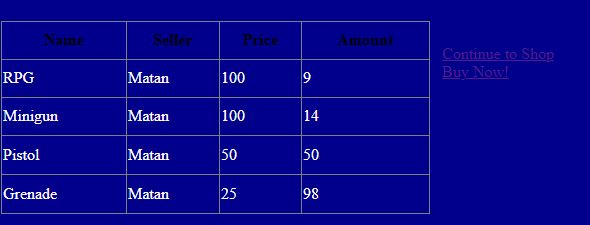 Name Seller Price Amount
RPG Matan 100 9
Minigun Matan 100 14
Pistol Matan 50 50
Grenade Matan 25 98
Continue to Shop
Buy Now!